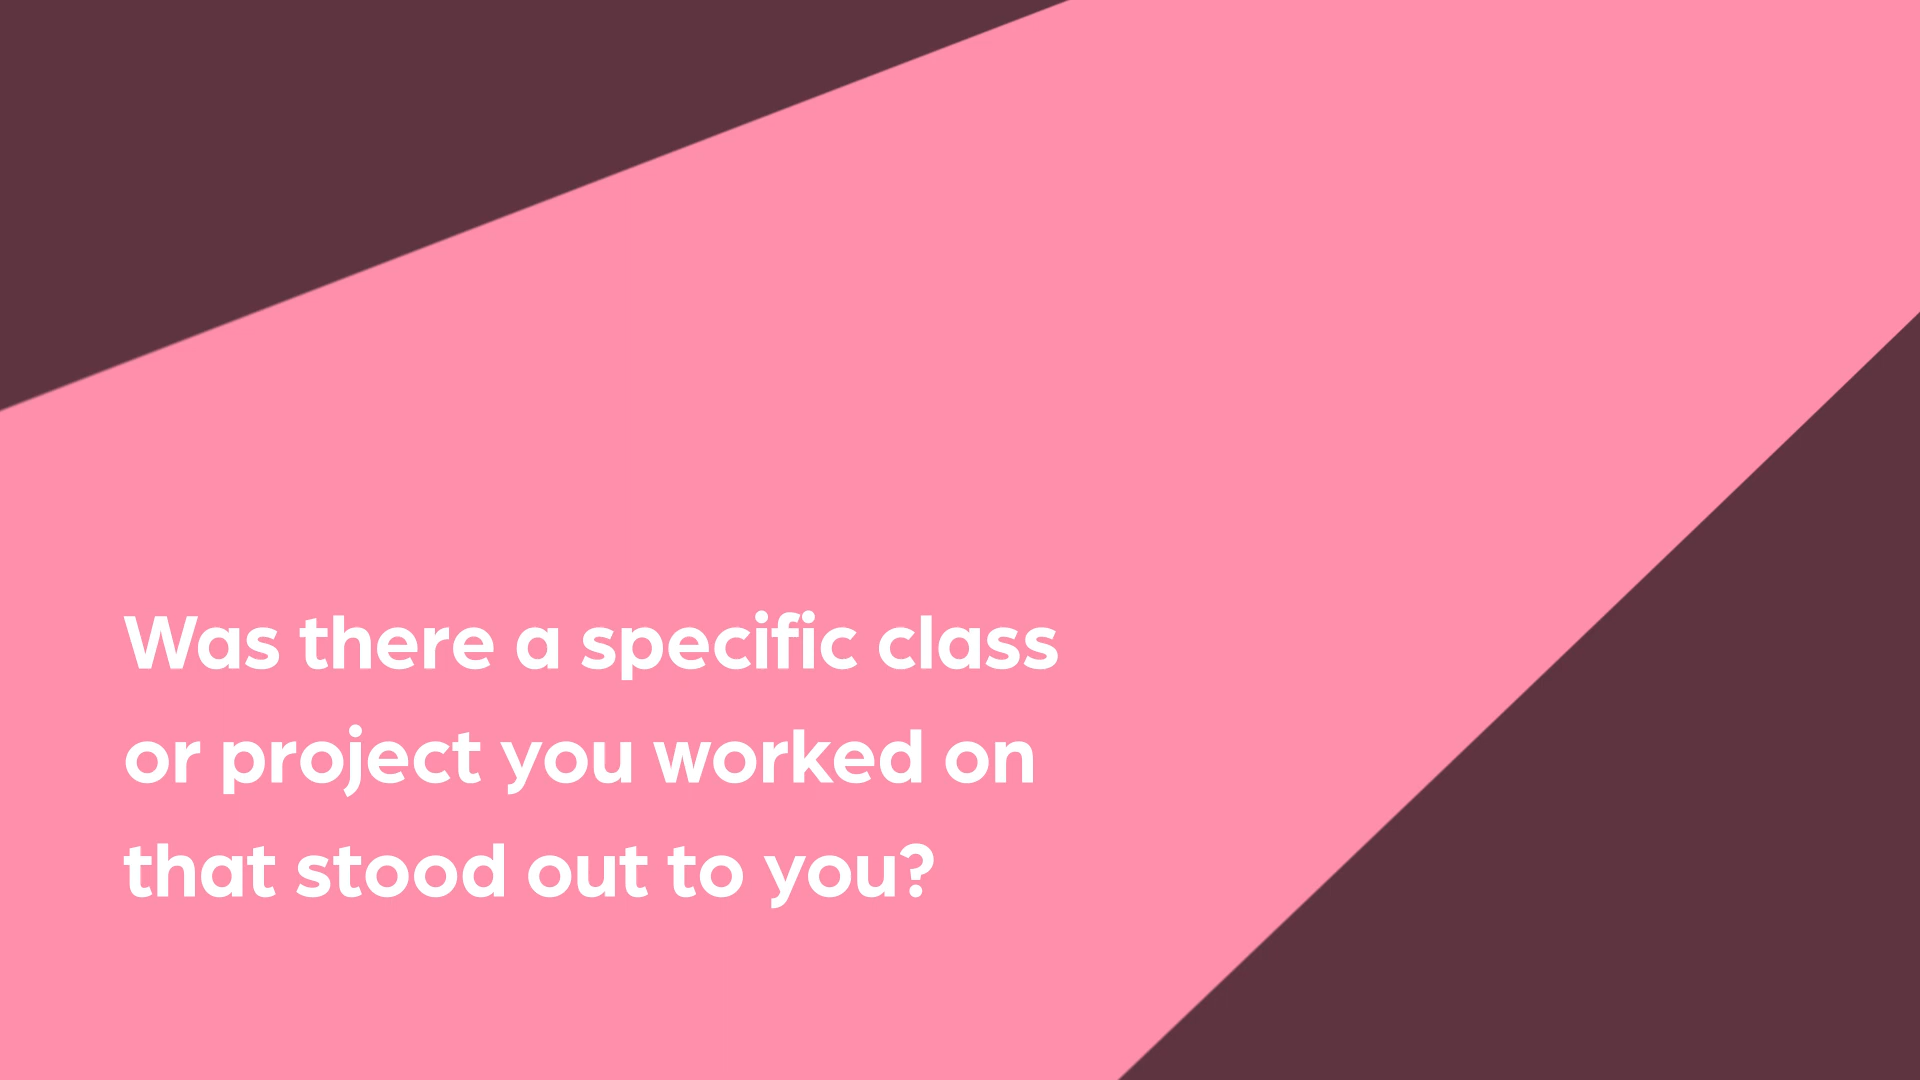 Was there a specific class
or project you worked on
that stood out to you?